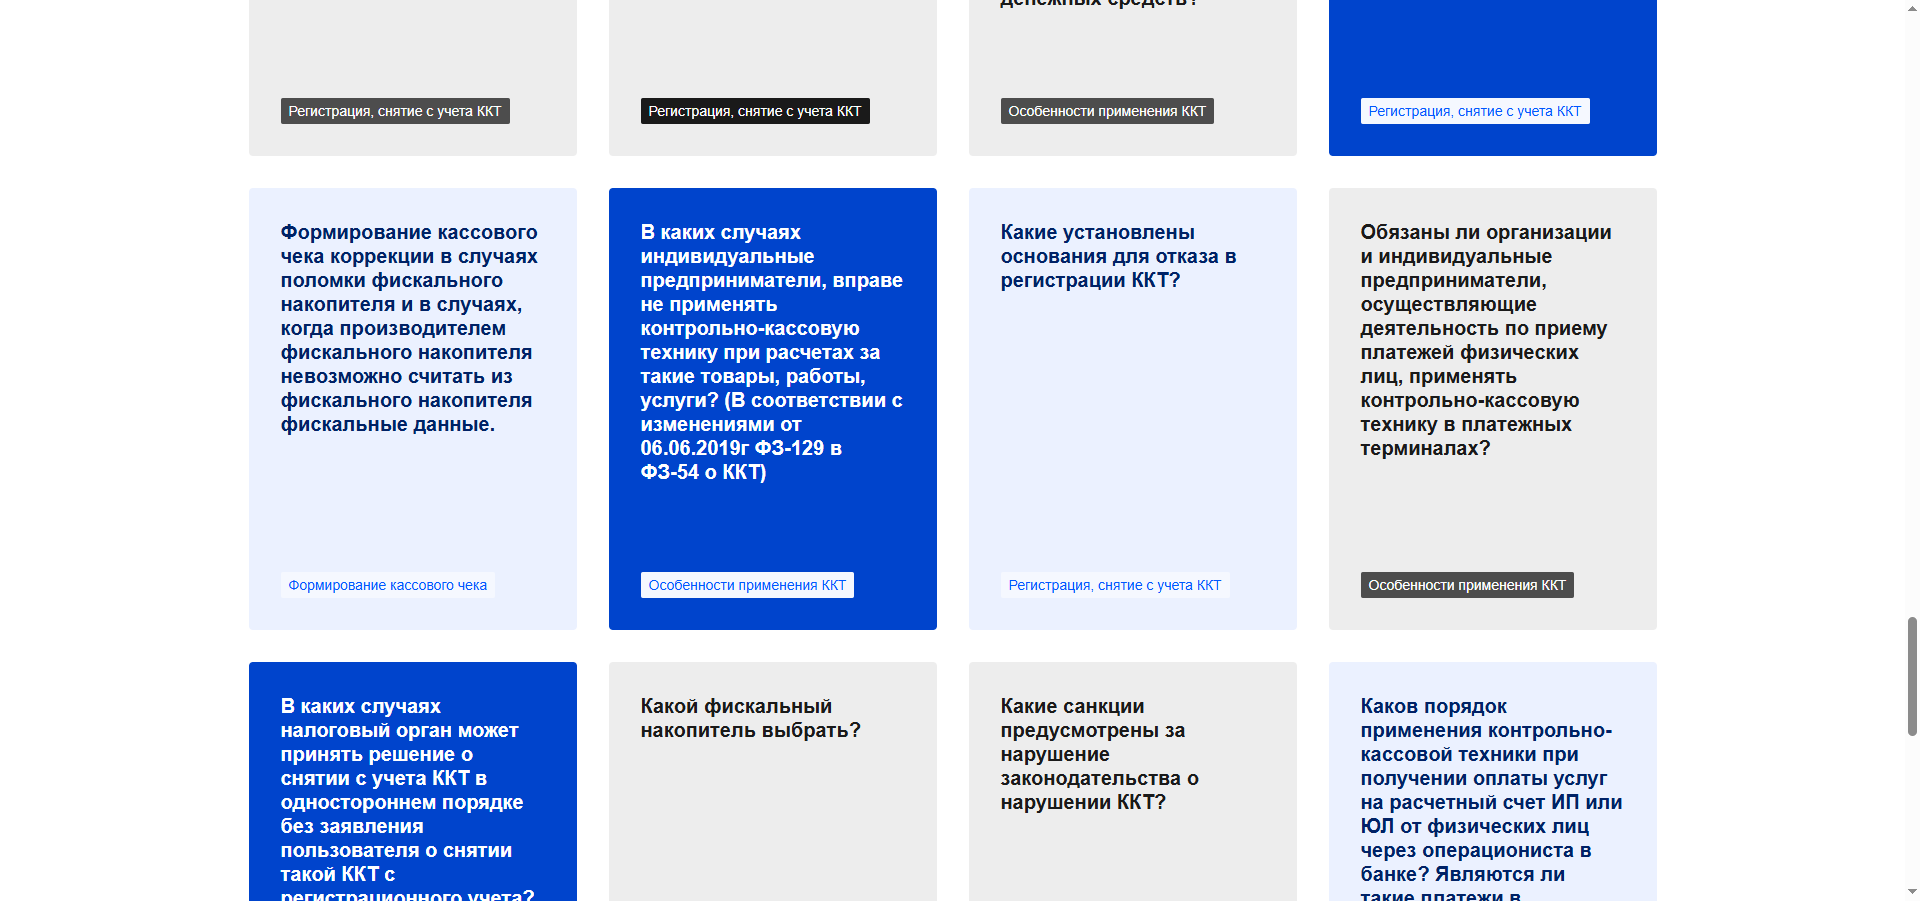 денежных средств?
Регистрация, снятие с учета ККТ
Регистрация, снятие с учета ККТ
Особенности применения ККТ
Регистрация, снятие с учета ККТ
Формирование кассового
чека коррекции в случаях
поломки фискального
накопителя и в случаях,
когда производителем
фискального накопителя
невозможно считать из
фискального накопителя
фискальные данные.
Формирование кассового чека
В каких случаях
индивидуальные
предприниматели, вправе
не применять
контрольно-кассовую
технику при расчетах за
такие товары, работы,
услуги? (В соответствии с
изменениями от
06.06.2019г ФЗ-129 в
ФЗ-54 о ККТ)
Особенности применения ККТ
Какие установлены
основания для отказа в
регистрации ККТ?
Регистрация, снятие с учета ККТ
Обязаны ли организации
и индивидуальные
предприниматели,
осуществляющие
деятельность по приему
платежей физических
лиц, применять
контрольно-кассовую
технику в платежных
терминалах?
Особенности применения ККТ
В каких случаях
налоговый орган может
принять решение о
снятии с учета ККТ в
одностороннем порядке
без заявления
пользователя о снятии
такой ККТ с
регистрационного учета?
Какой фискальный
накопитель выбрать?
Какие санкции
предусмотрены за
нарушение
законодательства о
нарушении ККТ?
Каков порядок
применения контрольно-
кассовой техники при
получении оплаты услуг
на расчетный счет ИП или
ЮЛ от физических лиц
через операциониста в
банке? Являются ли
такие платежи в